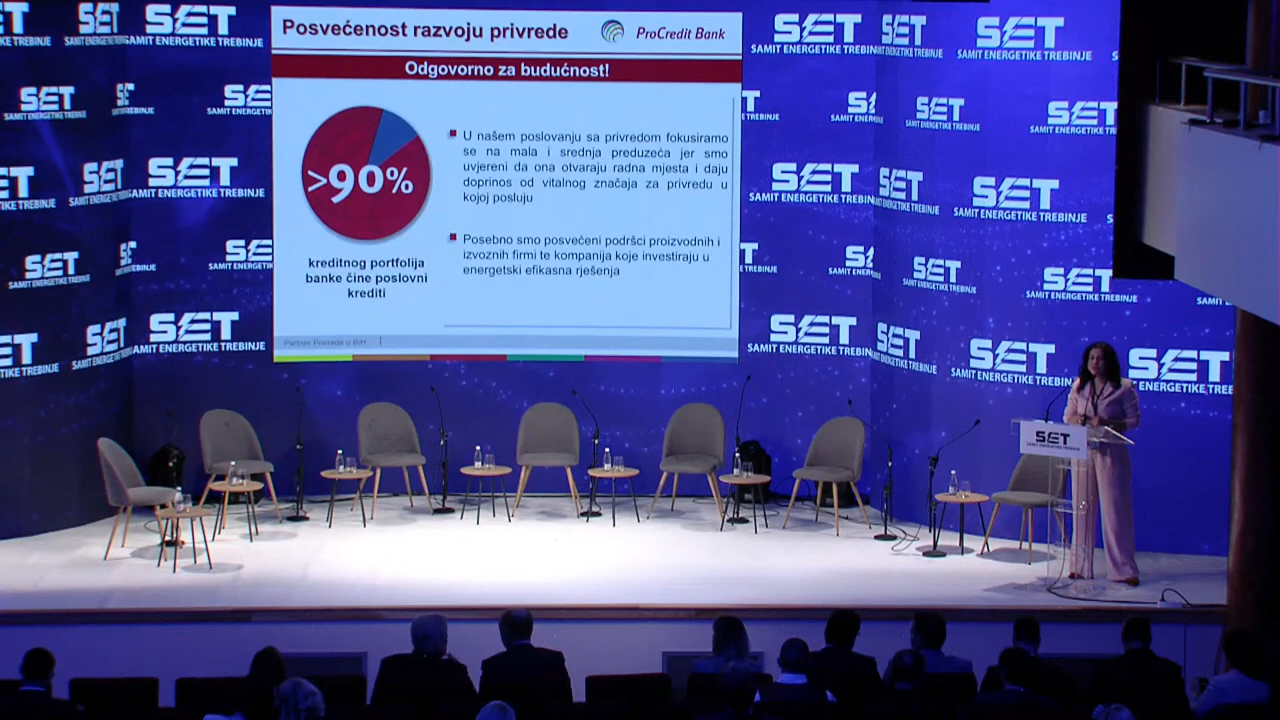 Posvećenost razvoju privrede
ProCredit Bank
Odgovorno za budućnost!
>90%
kreditnog portfolija
banke čine poslovni
krediti
U našem poslovanju sa privredom fokusiramo
se na mala i srednja preduzeća jer smo
uvjereni da ona otvaraju radna mjesta i daju
doprinos od vitalnog značaja za privredu u
kojoj posluju
Posebno smo posvećeni podršci proizvodnih i
izvoznih firmi te kompanija koje investiraju u
energetski efikasna rješenja
Partner Privrede u BiH
SET
SAMIT ENERGETIKE TREBINJE
SET
SAMIT ENERGETIKE TREBINJE